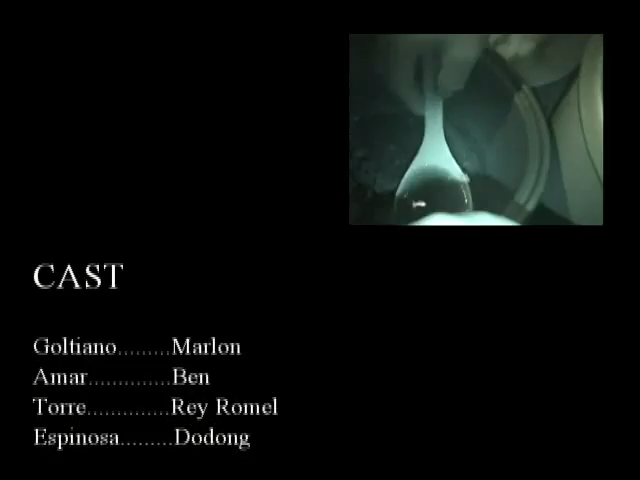 CAST
Goltiano.........Marlon
Amar..............Ben
Torre..............Rey Romel
Espinosa.........Dodong